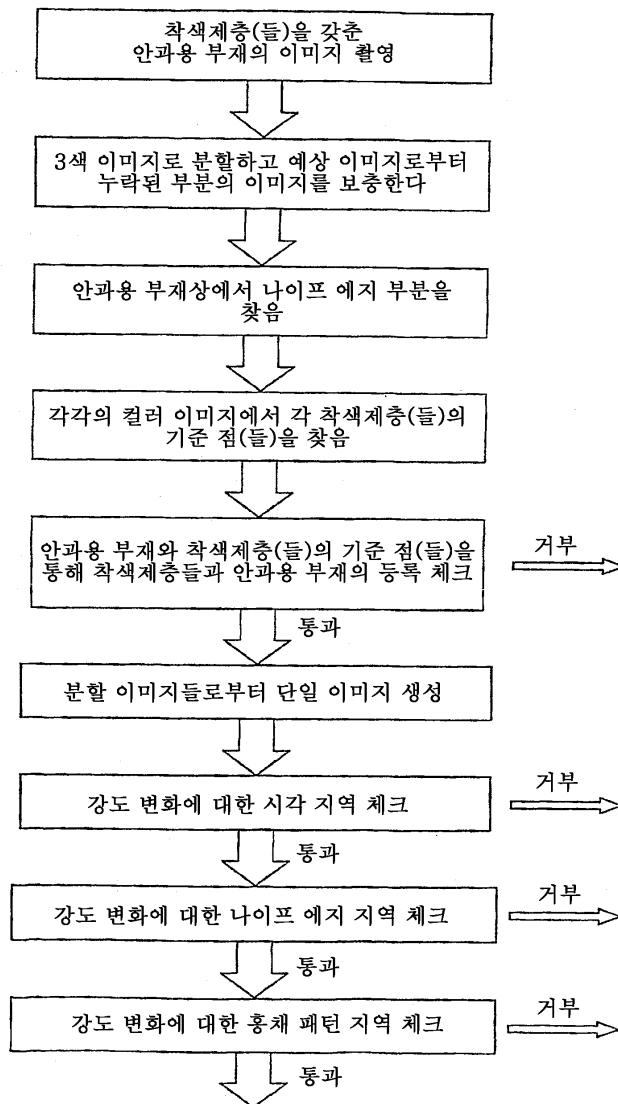 착색제층(들)을 갖춘
안과용 부재의 이미지 촬영
3색 이미지로 분할하고 예상 이미지로부터
누락된 부분의 이미지를 보충한다
안과용 부재상에서 나이프 에지 부분을
찾음
각각의 컬러 이미지에서 각 착색제층(들)의
기준 점(들)을 찾음
안과용 부재와 착색제층(들)의 기준 점(들)을
통해 착색제층들과 안과용 부재의 등록 체크
거부
통과
분할 이미지들로부터 단일 이미지 생성
강도 변화에 대한 시각 지역 체크
거부
통과
강도 변화에 대한 나이프 에지 지역 체크
거부
통과
강도 변화에 대한 홍채 패턴 지역 체크
거부
통과